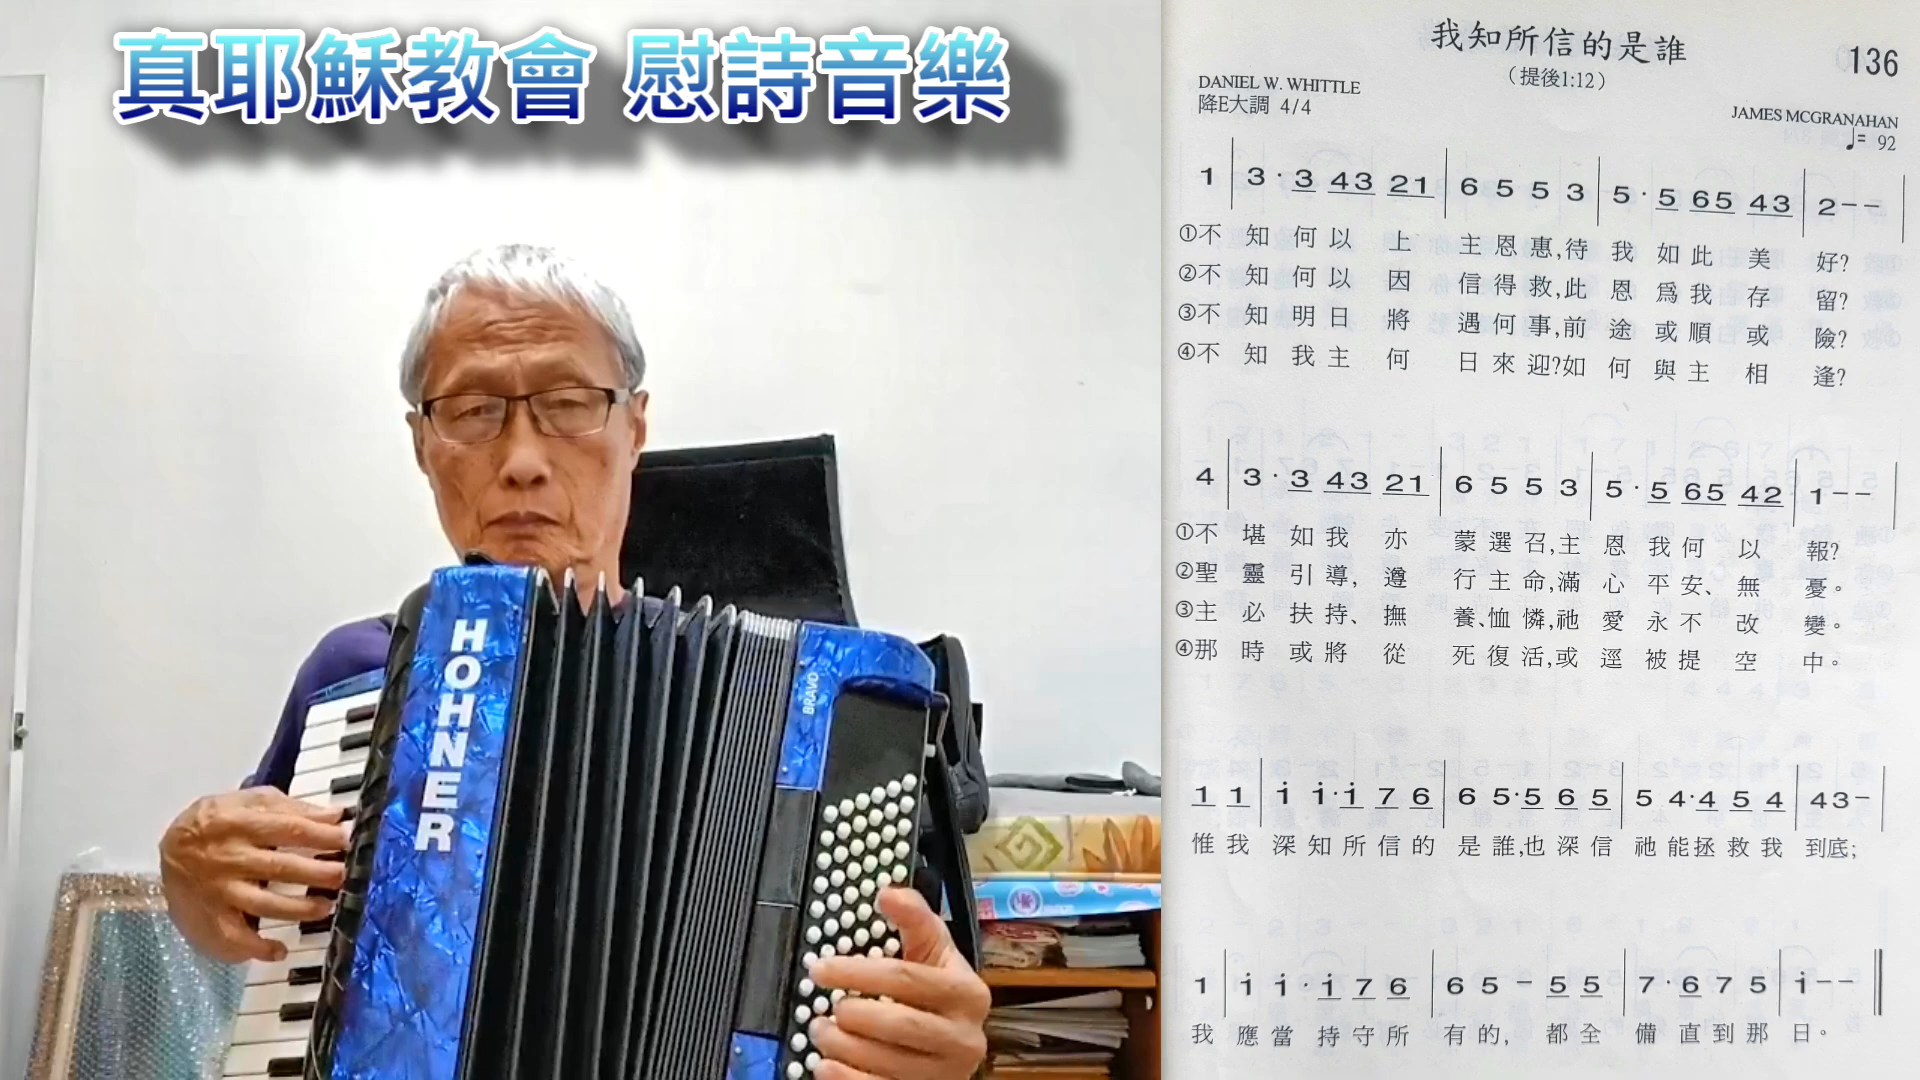 真耶穌教會 慰詩音樂
HOHNER
BRAVO
我知所信的是誰
136
(提後1:12)
DANIEL W. WHITTLE
降E大調 4/4
JAMES MCGRANAHAN
♩= 92
1 | 3 · 3 43 21 | 6 5 5 3 | 5 · 5 65 43 | 2 - - |
①不知何以上主恩惠,待我如此美好?
②不知何以因信得救,此恩爲我存留?
③不知明日將遇何事,前途或順或險?
④不知我主何日來迎?如何與主相逢?
4 | 3 · 3 43 21 | 6 5 5 3 | 5 · 5 65 42 | 1 - - |
①不堪如我亦蒙選召,主恩我何以報?
②聖靈引導,遵行主命,滿心平安、無憂。
③主必扶持、撫養、恤憐,祂愛永不改變。
④那時或將從死復活,或逕被提空中。
1 1 | i i · i 7 6 | 6 5 · 5 6 5 | 5 4 · 4 5 4 | 4 3 - |
惟我深知所信的是誰,也深信祂能拯救我到底;
1 | i i · i 7 6 | 6 5 - 5 5 | 7 · 6 7 5 | i - - ‖
我應當持守所有的,都全備直到那日。